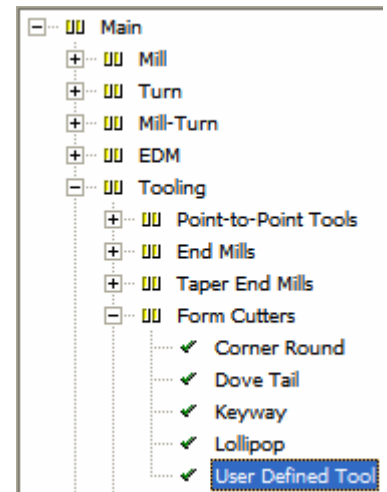 Main
Mill
Turn
Mill-Turn
EDM
Tooling
Point-to-Point Tools
End Mills
Taper End Mills
Form Cutters
Corner Round
Dove Tail
Keyway
Lollipop
User Defined Tool